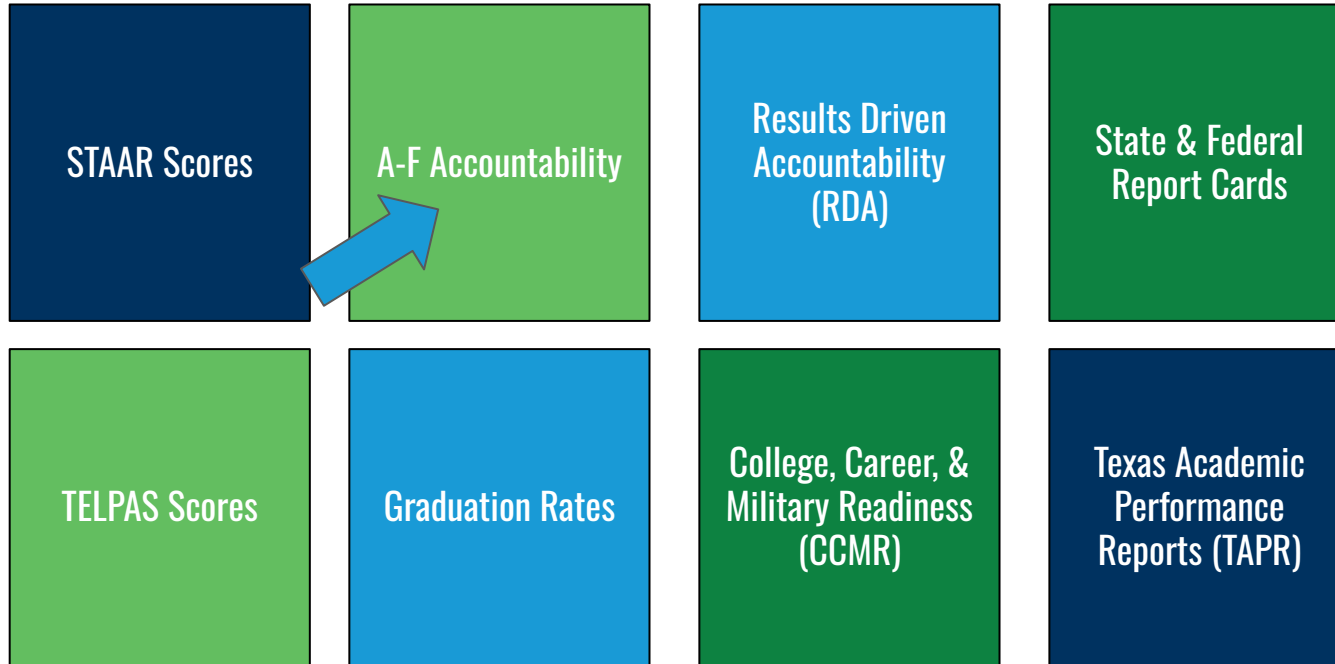 STAAR Scores
A-F Accountability
Results Driven
Accountability
(RDA)
State & Federal
Report Cards
TELPAS Scores
Graduation Rates
College, Career, &
Military Readiness
(CCMR)
Texas Academic
Performance
Reports (TAPR)